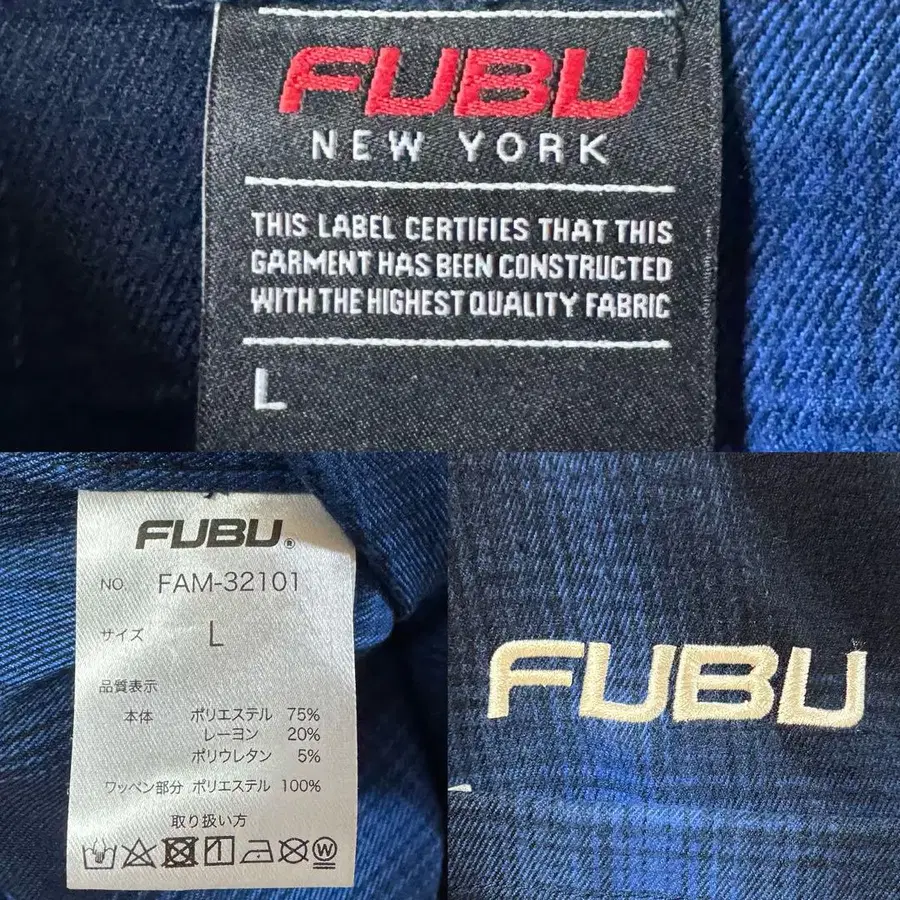 FUBU
NEW YORK
THIS LABEL CERTIFIES THAT THIS
GARMENT HAS BEEN CONSTRUCTED
WITH THE HIGHEST QUALITY FABRIC
L
FUBU®
NO. FAM-32101
サイズ L
品質表示
本体 ポリエステル 75%
レーヨン 20%
ポリウレタン 5%
ワッペン部分 ポリエステル 100%
取り扱い方
W
FUBU